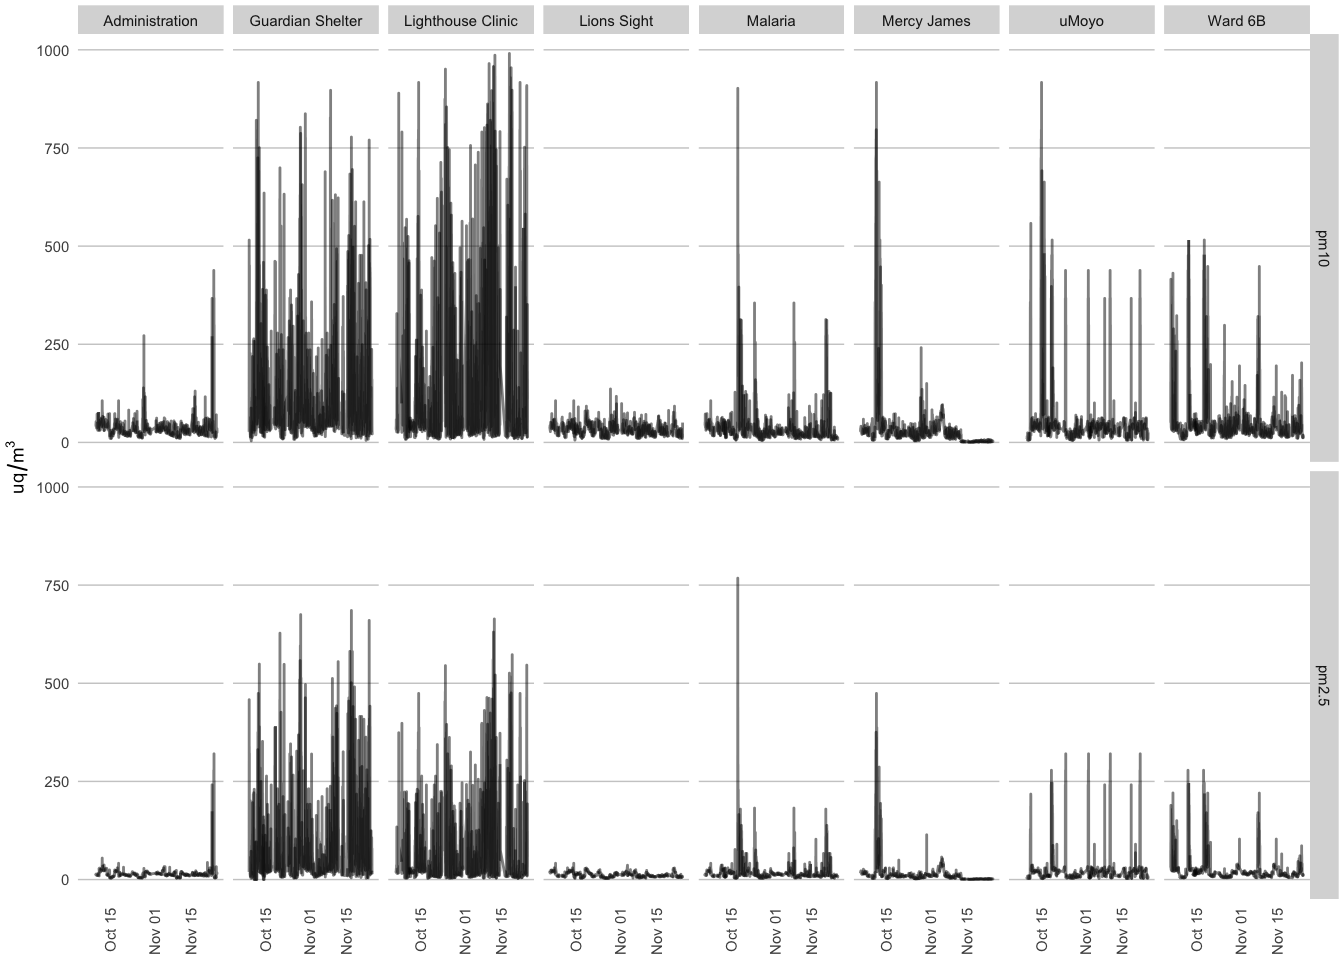 Administration Guardian Shelter Lighthouse Clinic Lions Sight Malaria Mercy James uMoyo Ward 6B
1000
750
500
250
0
pm10
uq/m³
1000
750
500
250
0
pm2.5
Oct 15 Nov 01 Nov 15 Oct 15 Nov 01 Nov 15 Oct 15 Nov 01 Nov 15 Oct 15 Nov 01 Nov 15 Oct 15 Nov 01 Nov 15 Oct 15 Nov 01 Nov 15 Oct 15 Nov 01 Nov 15 Oct 15 Nov 01 Nov 15